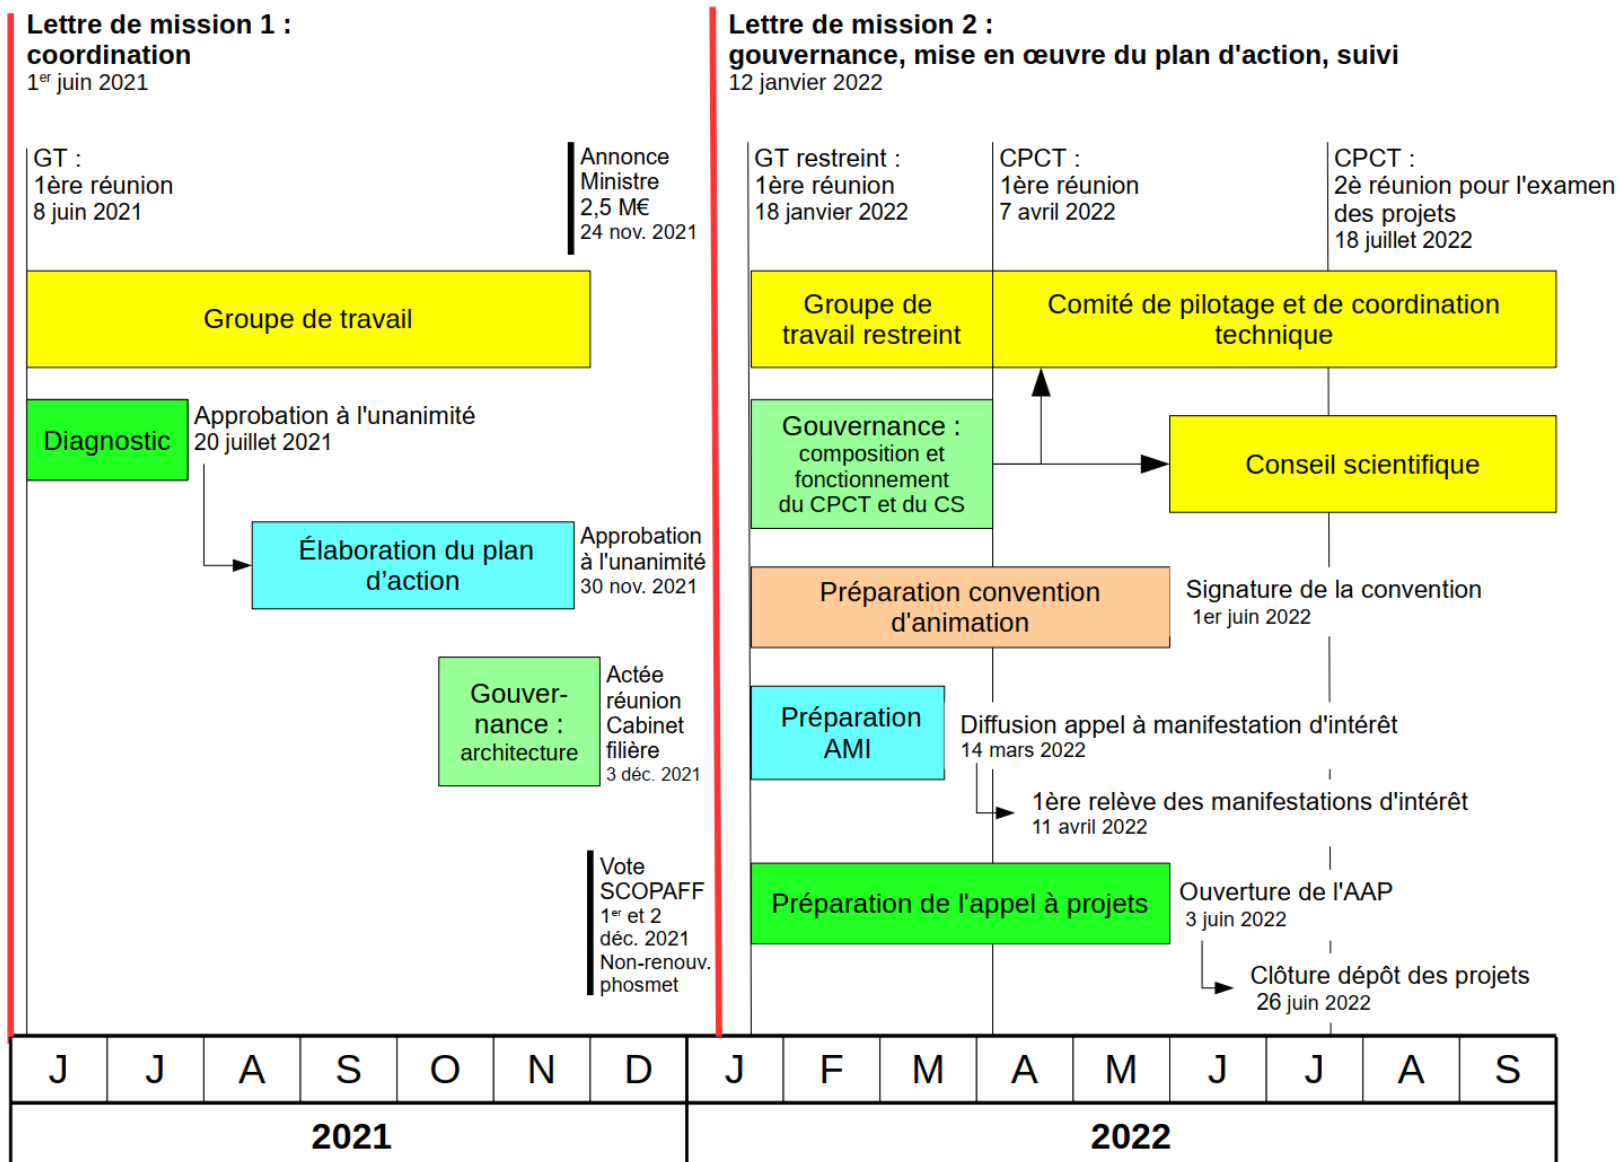 Lettre de mission 1 :
coordination
1er juin 2021
Lettre de mission 2 :
gouvernance, mise en œuvre du plan d'action, suivi
12 janvier 2022
GT :
1ère réunion
8 juin 2021
Annonce
Ministre
2,5 M€
24 nov. 2021
GT restreint :
1ère réunion
18 janvier 2022
CPCT :
1ère réunion
7 avril 2022
CPCT :
2è réunion pour l'examen
des projets
18 juillet 2022
Groupe de travail
Groupe de
travail restreint
Comité de pilotage et de coordination
technique
Diagnostic
Approbation à l'unanimité
20 juillet 2021
Gouvernance :
composition et
fonctionnement
du CPCT et du CS
Conseil scientifique
Élaboration du plan
d’action
Approbation
à l'unanimité
30 nov. 2021
Préparation convention
d'animation
Signature de la convention
1er juin 2022
Gouver-
nance :
architecture
Actée
réunion
Cabinet
filière
3 déc. 2021
Préparation
AMI
Diffusion appel à manifestation d'intérêt
14 mars 2022
1ère relève des manifestations d'intérêt
11 avril 2022
Vote
SCOPAFF
1er et 2
déc. 2021
Non-renouv.
phosmet
Préparation de l'appel à projets
Ouverture de l'AAP
3 juin 2022
Clôture dépôt des projets
26 juin 2022
J J A S O N D J F M A M J J A S
2021 2022